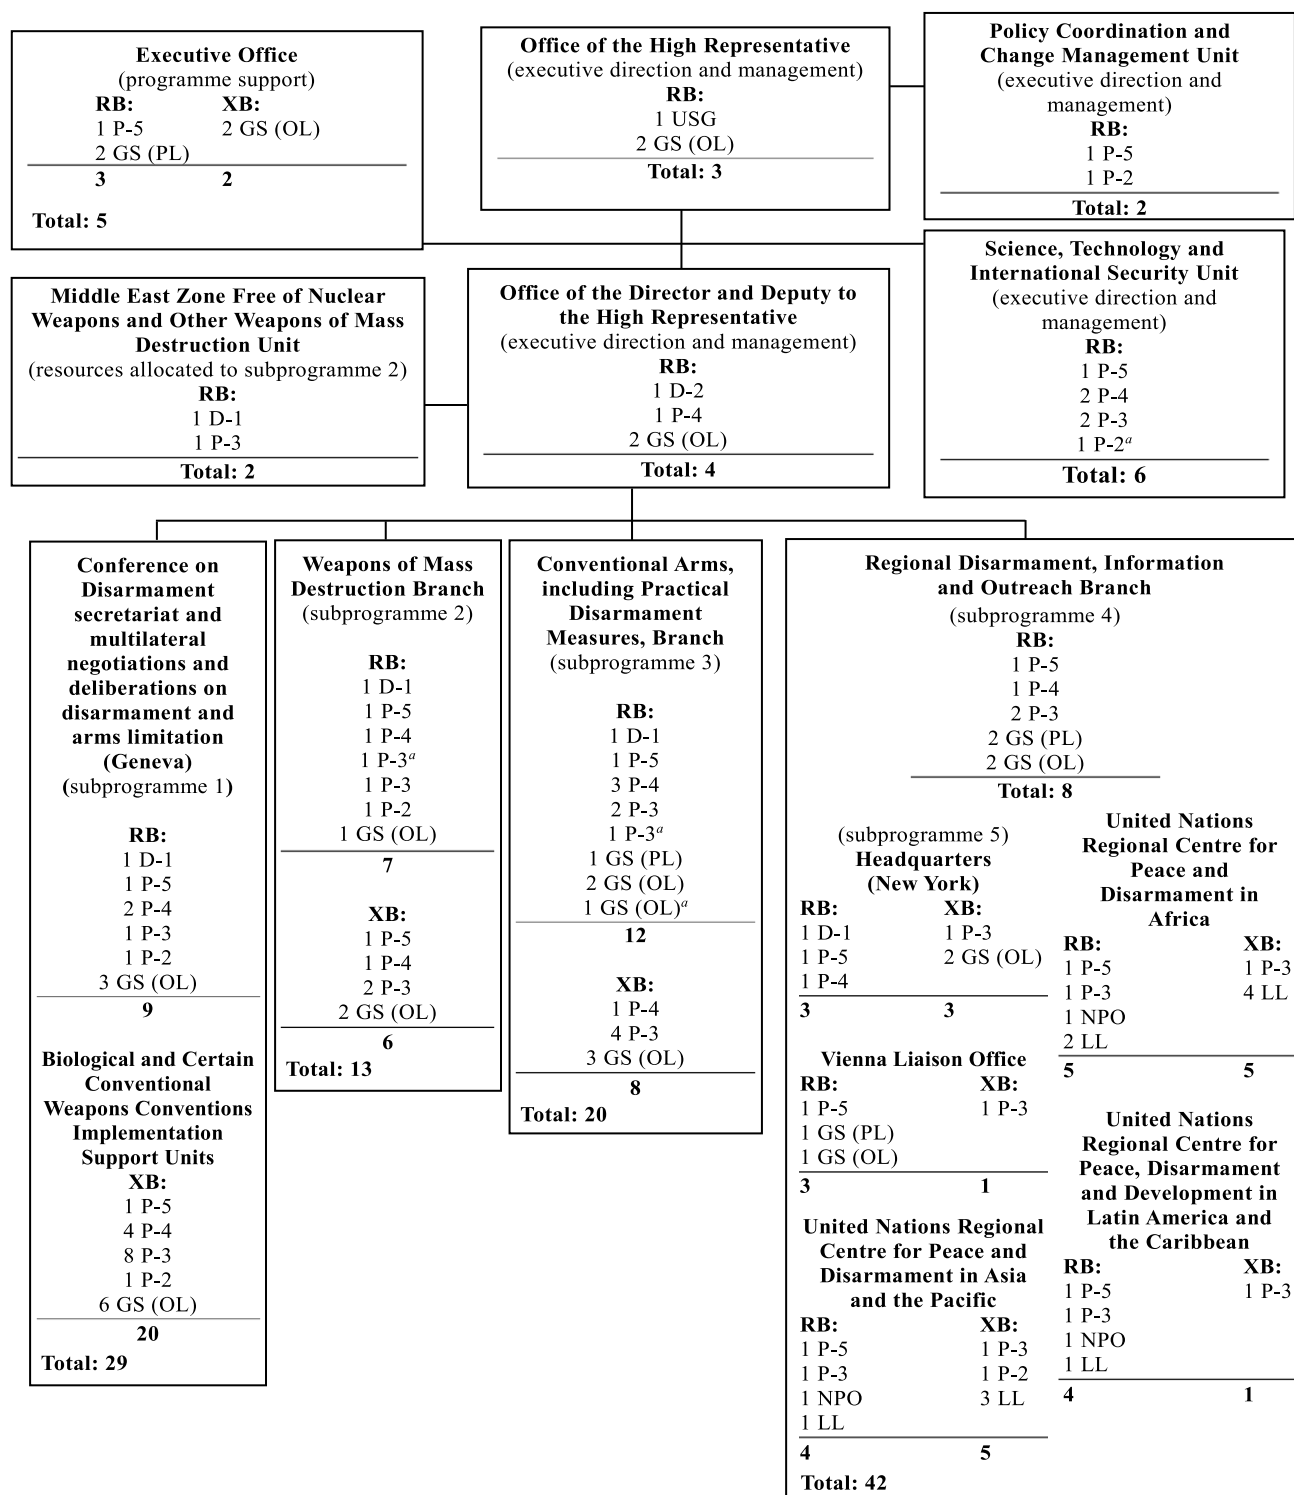 Executive Office
(programme support)
RB: XB:
1 P-5 2 GS (OL)
2 GS (PL)
3 2
Total: 5
Office of the High Representative
(executive direction and management)
RB:
1 USG
2 GS (OL)
Total: 3
Policy Coordination and
Change Management Unit
(executive direction and
management)
RB:
1 P-5
1 P-2
Total: 2
Middle East Zone Free of Nuclear
Weapons and Other Weapons of Mass
Destruction Unit
(resources allocated to subprogramme 2)
RB:
1 D-1
1 P-3
Total: 2
Office of the Director and Deputy to
the High Representative
(executive direction and management)
RB:
1 D-2
1 P-4
2 GS (OL)
Total: 4
Science, Technology and
International Security Unit
(executive direction and
management)
RB:
1 P-5
2 P-4
2 P-3
1 P-2a
Total: 6
Conference on
Disarmament
secretariat and
multilateral
negotiations and
deliberations on
disarmament and
arms limitation
(Geneva)
(subprogramme 1)
RB:
1 D-1
1 P-5
2 P-4
1 P-3
1 P-2
3 GS (OL)
9
Biological and Certain
Conventional
Weapons Conventions
Implementation
Support Units
XB:
1 P-5
4 P-4
8 P-3
1 P-2
6 GS (OL)
20
Total: 29
Weapons of Mass
Destruction Branch
(subprogramme 2)
RB:
1 D-1
1 P-5
1 P-4
1 P-3a
1 P-3
1 P-2
1 GS (OL)
7
XB:
1 P-5
1 P-4
2 P-3
2 GS (OL)
6
Total: 13
Conventional Arms,
including Practical
Disarmament
Measures, Branch
(subprogramme 3)
RB:
1 D-1
1 P-5
3 P-4
2 P-3
1 P-3a
1 GS (PL)
2 GS (OL)
1 GS (OL)a
12
XB:
1 P-4
4 P-3
3 GS (OL)
8
Total: 20
Regional Disarmament, Information
and Outreach Branch
(subprogramme 4)
RB:
1 P-5
1 P-4
2 P-3
2 GS (PL)
2 GS (OL)
Total: 8
(subprogramme 5)
Headquarters
(New York)
RB: XB:
1 D-1 1 P-3
1 P-5 2 GS (OL)
1 P-4
3 3
Vienna Liaison Office
RB: XB:
1 P-5 1 P-3
1 GS (PL)
1 GS (OL)
3 1
United Nations Regional
Centre for Peace and
Disarmament in Asia
and the Pacific
RB: XB:
1 P-5 1 P-3
1 P-3 1 P-2
1 NPO 3 LL
1 LL
4 5
Total: 42
United Nations
Regional Centre for
Peace and
Disarmament in
Africa
RB: XB:
1 P-5 1 P-3
1 P-3 4 LL
1 NPO
2 LL
5 5
United Nations
Regional Centre for
Peace, Disarmament
and Development in
Latin America and
the Caribbean
RB: XB:
1 P-5 1 P-3
1 P-3
1 NPO
1 LL
4 1